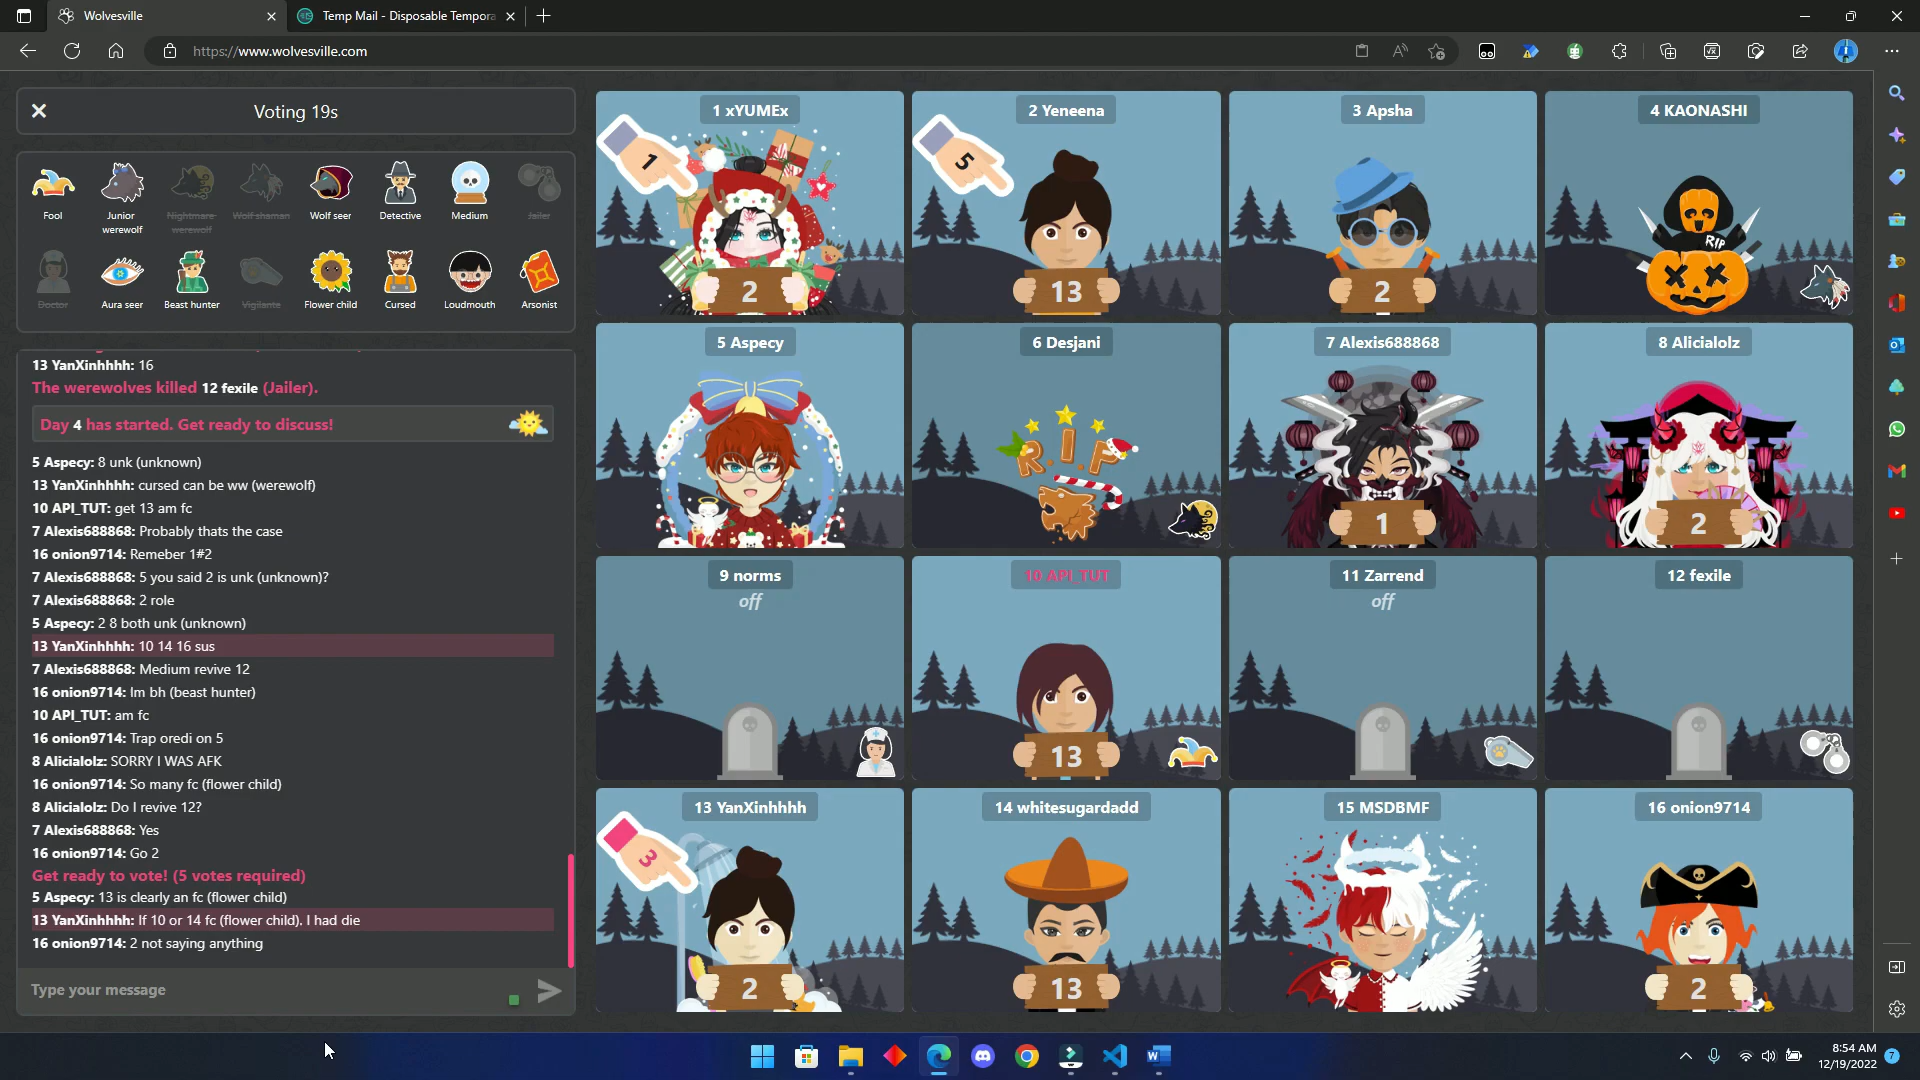 Wolvesville
Temp Mail - Disposable Tempora
https://www.wolvesville.com
Voting 19s
Fool
Junior werewolf
Nightmare werewolf
Wolf shaman
Wolf seer
Detective
Medium
Jailer
Doctor
Aura seer
Beast hunter
Vigilante
Flower child
Cursed
Loudmouth
Arsonist
13 YanXinhhhh: 16
The werewolves killed 12 fexile (Jailer).
Day 4 has started. Get ready to discuss!
5 Aspecy: 8 unk (unknown)
13 YanXinhhhh: cursed can be ww (werewolf)
10 API_TUT: get 13 am fc
7 Alexis688868: Probably thats the case
16 onion9714: Remeber 1#2
7 Alexis688868: 5 you said 2 is unk (unknown)?
7 Alexis688868: 2 role
5 Aspecy: 2 8 both unk (unknown)
13 YanXinhhhh: 10 14 16 sus
7 Alexis688868: Medium revive 12
16 onion9714: Im bh (beast hunter)
10 API_TUT: am fc
16 onion9714: Trap oredi on 5
8 Alicialolz: SORRY I WAS AFK
16 onion9714: So many fc (flower child)
8 Alicialolz: Do I revive 12?
7 Alexis688868: Yes
16 onion9714: Go 2
Get ready to vote! (5 votes required)
5 Aspecy: 13 is clearly an fc (flower child)
13 YanXinhhhh: If 10 or 14 fc (flower child). I had die
16 onion9714: 2 not saying anything
Type your message
1 xYUMEx
1
2
2 Yeneena
5
13
3 Apsha
2
4 KAONASHI
RIP
5 Aspecy
6 Desjani
R.I.P
7 Alexis688868
1
8 Alicialolz
2
9 norms
off
10 API_TUT
13
11 Zarrend
off
12 fexile
13 YanXinhhhh
3
2
14 whitesugardadd
13
15 MSDBMF
16 onion9714
2
8:54 AM
12/19/2022
7